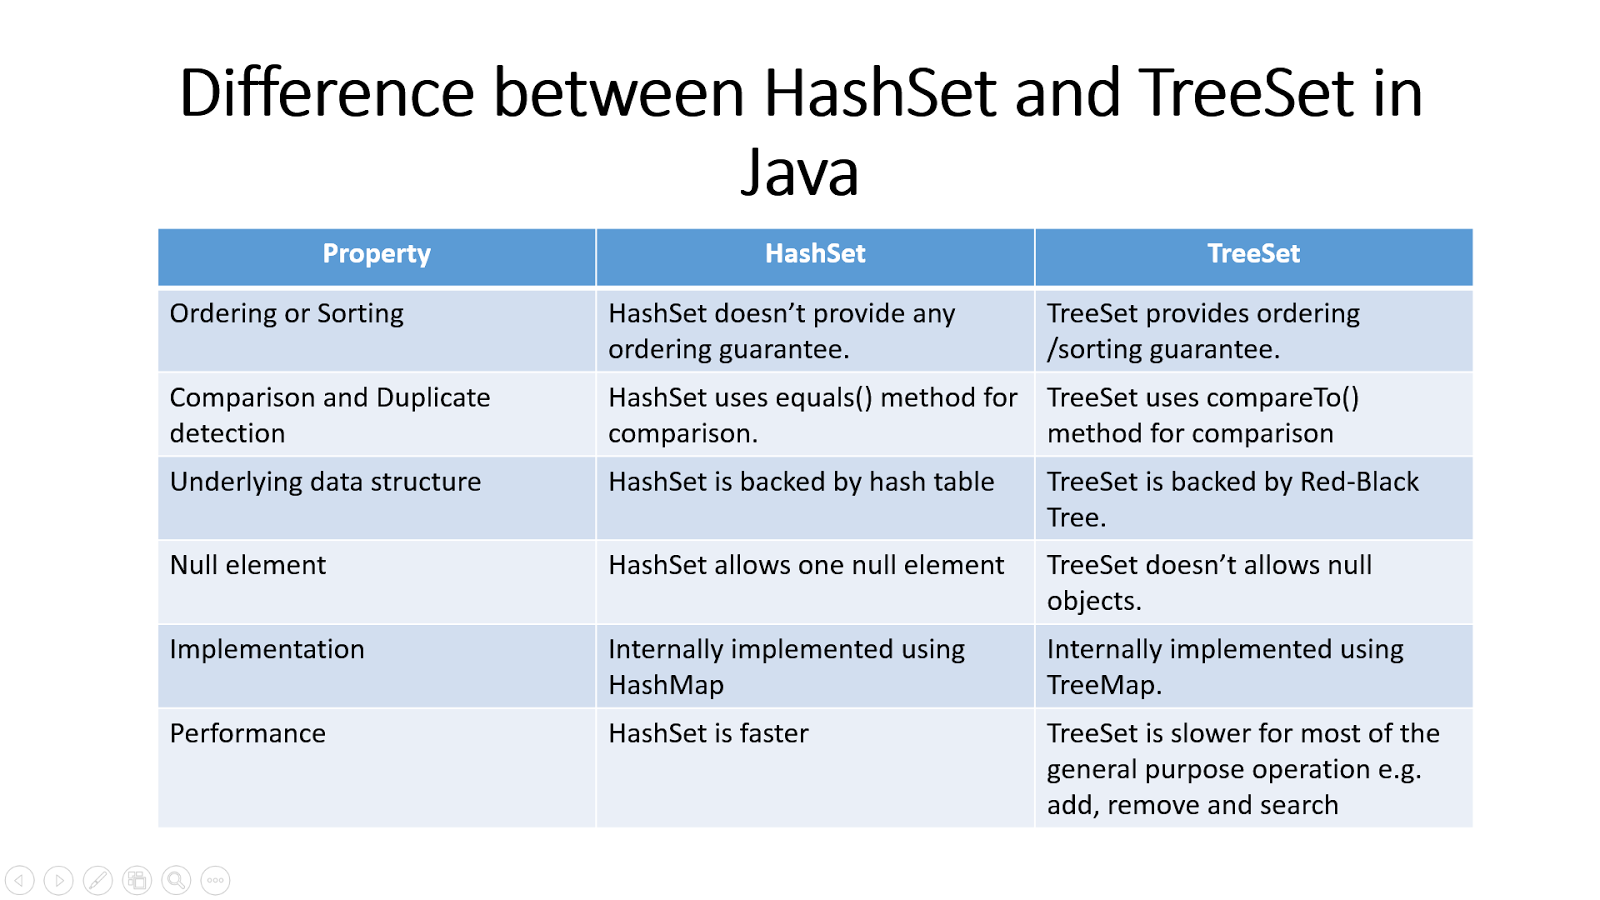 Difference between HashSet and TreeSet in
Java
Property HashSet TreeSet
Ordering or Sorting
HashSet doesn’t provide any
ordering guarantee.
TreeSet provides ordering
/sorting guarantee.
Comparison and Duplicate
detection
HashSet uses equals() method for
comparison.
TreeSet uses compareTo()
method for comparison
Underlying data structure
HashSet is backed by hash table
TreeSet is backed by Red-Black
Tree.
Null element
HashSet allows one null element
TreeSet doesn’t allows null
objects.
Implementation
Internally implemented using
HashMap
Internally implemented using
TreeMap.
Performance
HashSet is faster
TreeSet is slower for most of the
general purpose operation e.g.
add, remove and search